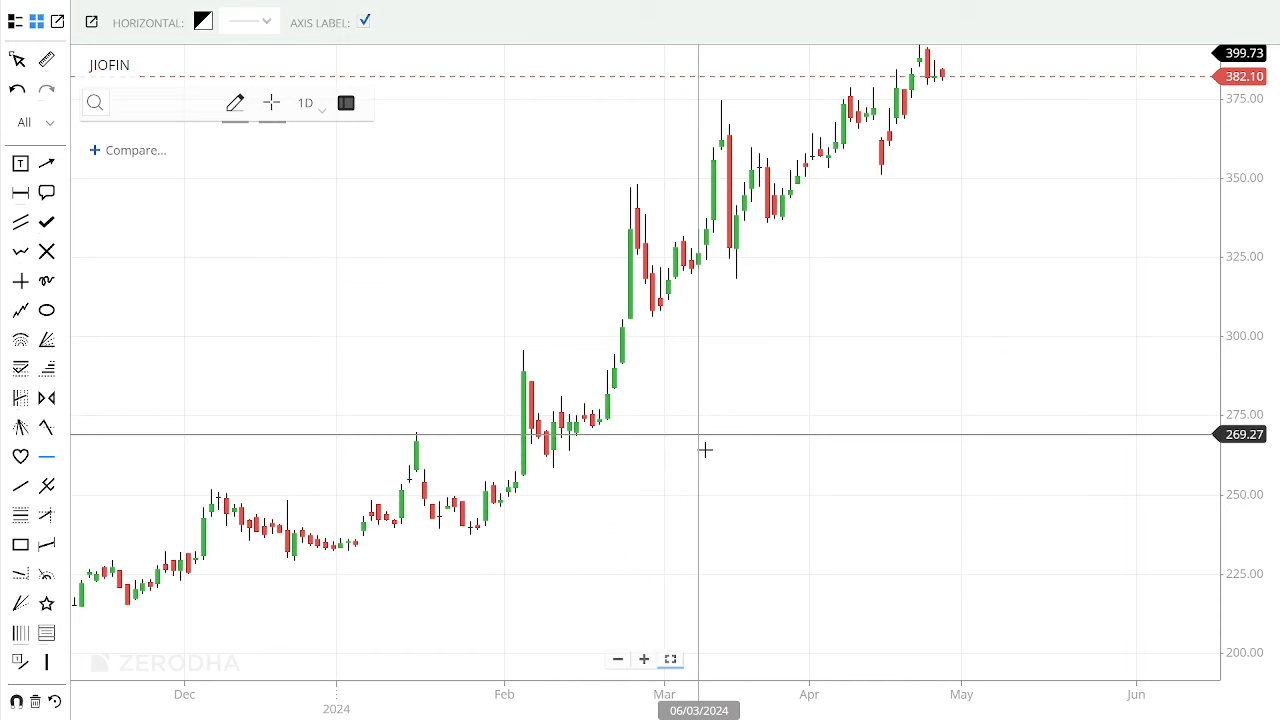 HORIZONTAL:
AXIS LABEL:
JIOFIN
1D
+ Compare...
All
T
399.73
382.10
375.00
350.00
325.00
300.00
275.00
269.27
250.00
225.00
200.00
ZERODHA
Dec
2024
Feb
Mar
Apr
May
Jun
06/03/2024